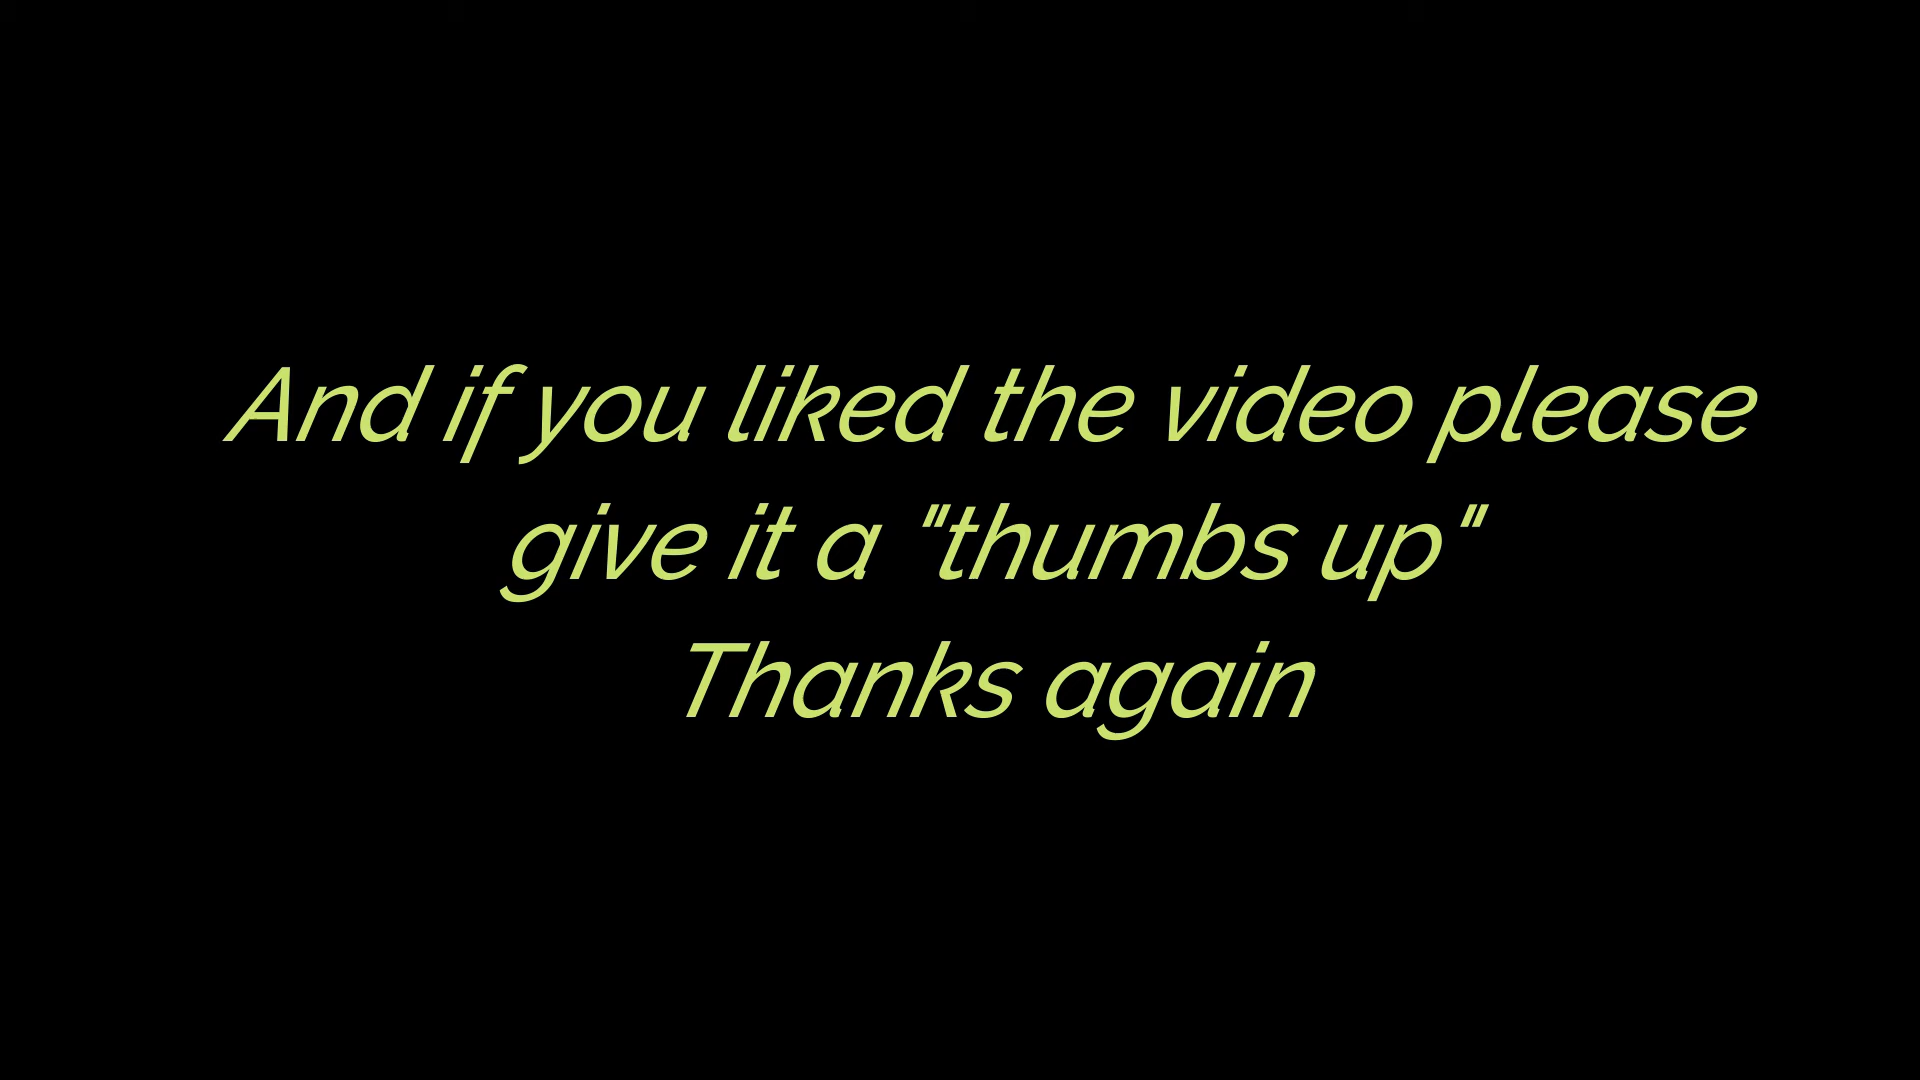 And if you liked the video please
give it a "thumbs up"
Thanks again